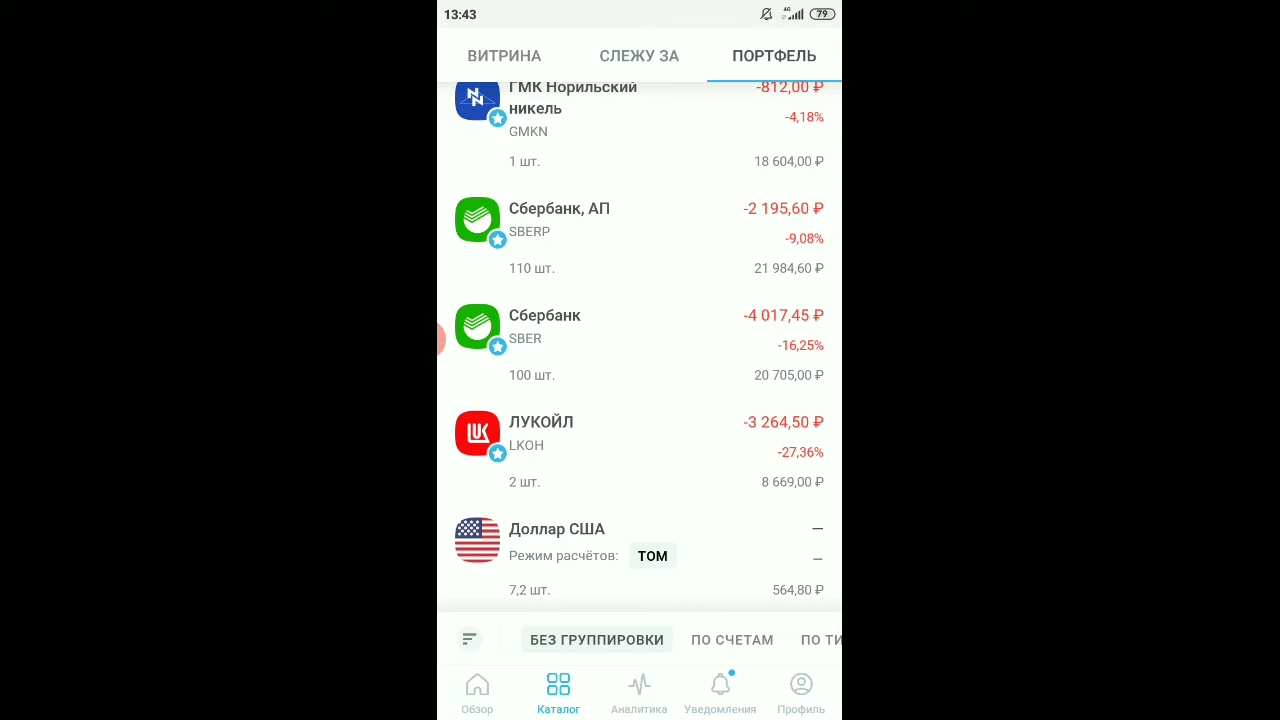 13:43
4G
79
ВИТРИНА
СЛЕЖУ ЗА
ПОРТФЕЛЬ
ГМК Норильский
никель
-812,00 ₽
-4,18%
GMKN
1 шт.
18 604,00 ₽
Сбербанк, АП
-2 195,60 ₽
SBERP
-9,08%
110 шт.
21 984,60 ₽
Сбербанк
-4 017,45 ₽
SBER
-16,25%
100 шт.
20 705,00 ₽
LUK
ЛУКОЙЛ
-3 264,50 ₽
LKOH
-27,36%
2 шт.
8 669,00 ₽
Доллар США
—
Режим расчётов:
TOM
—
7,2 шт.
564,80 ₽
БЕЗ ГРУППИРОВКИ
ПО СЧЕТАМ
ПО ТИ
Обзор
Каталог
Аналитика
Уведомления
Профиль